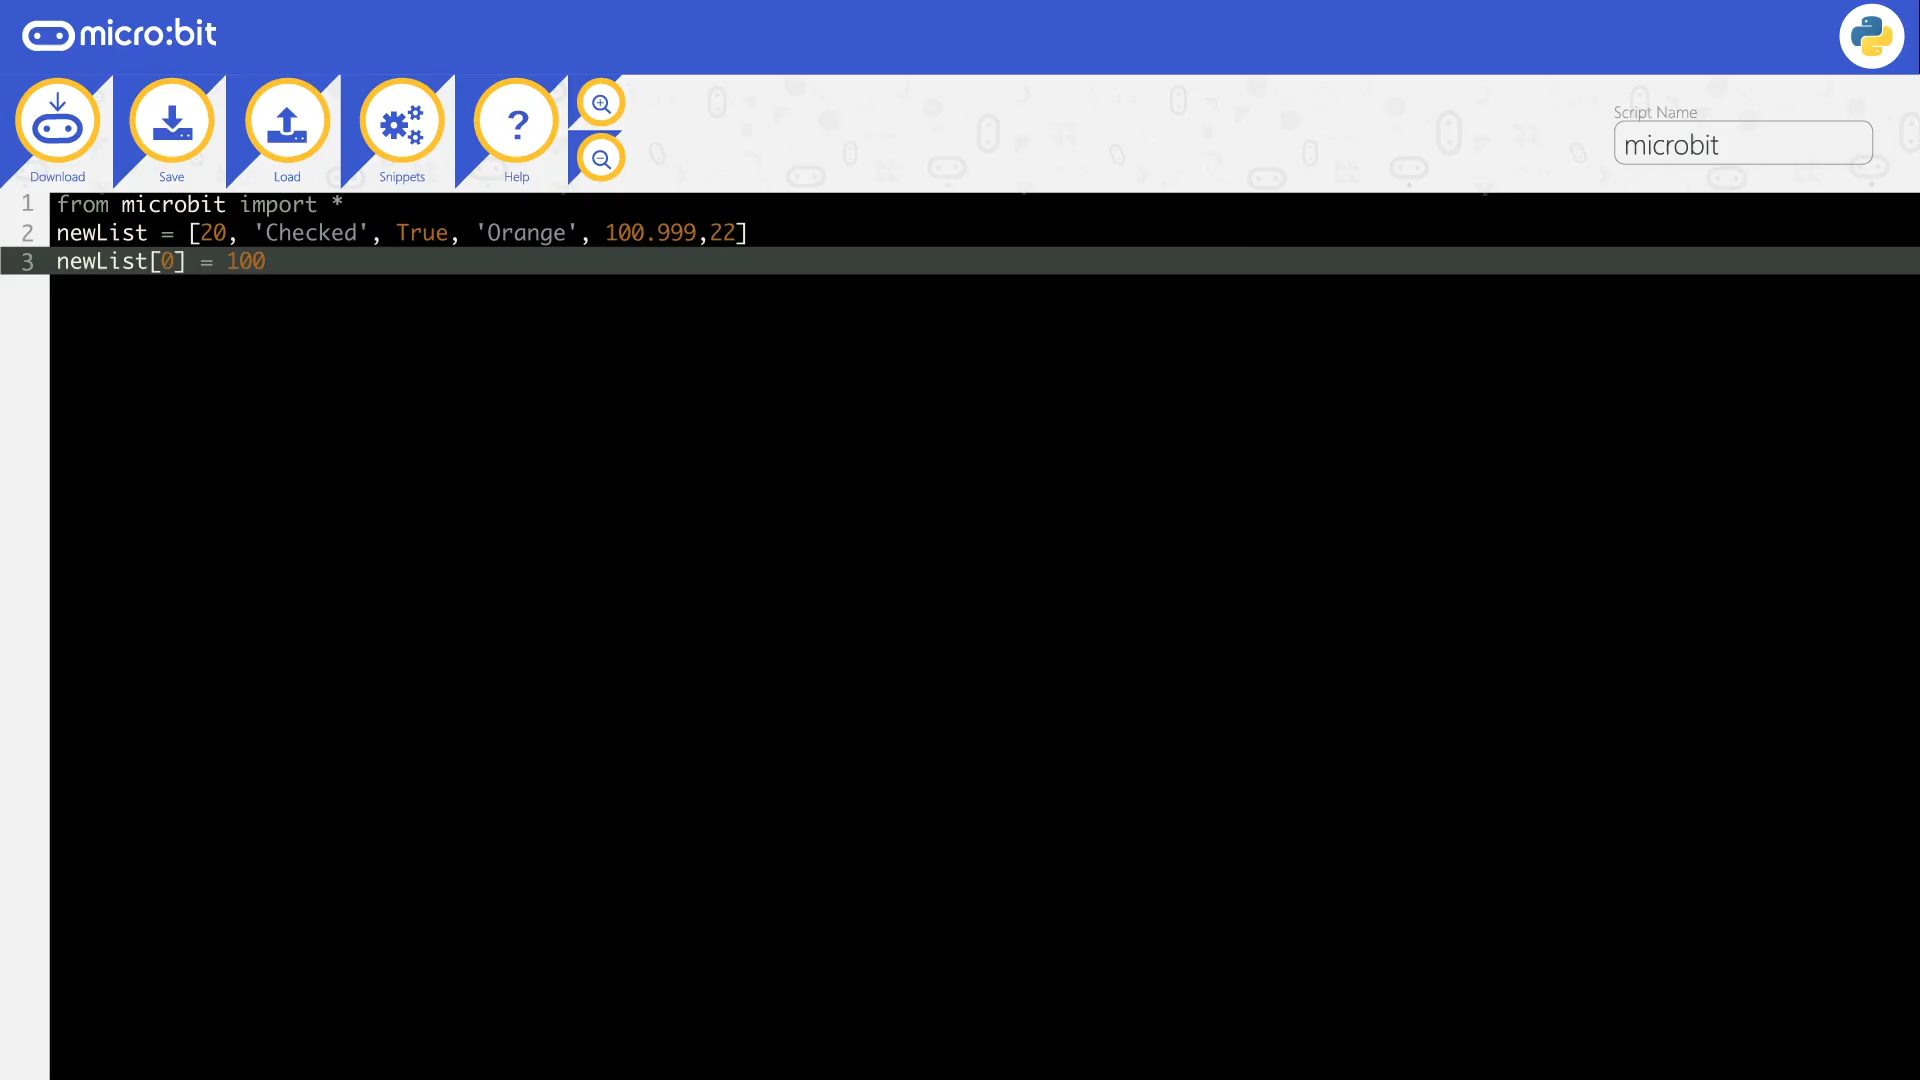 micro:bit
Download
Save
Load
Snippets
?
Help
Script Name
microbit
1 from microbit import *
2 newList = [20, 'Checked', True, 'Orange', 100.999,22]
3 newList[0] = 100